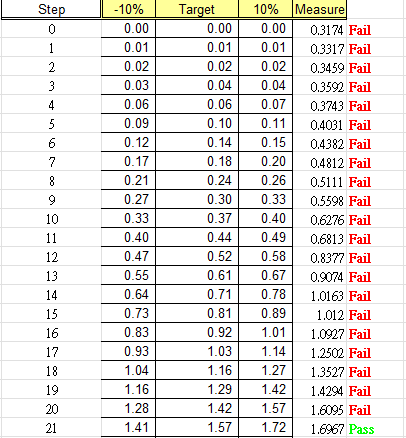 Step -10% Target 10% Measure
0 0.00 0.00 0.00 0.3174 Fail
1 0.01 0.01 0.01 0.3317 Fail
2 0.02 0.02 0.02 0.3459 Fail
3 0.03 0.04 0.04 0.3592 Fail
4 0.06 0.06 0.07 0.3743 Fail
5 0.09 0.10 0.11 0.4031 Fail
6 0.12 0.14 0.15 0.4382 Fail
7 0.17 0.18 0.20 0.4812 Fail
8 0.21 0.24 0.26 0.5111 Fail
9 0.27 0.30 0.33 0.5598 Fail
10 0.33 0.37 0.40 0.6276 Fail
11 0.40 0.44 0.49 0.6813 Fail
12 0.47 0.52 0.58 0.8377 Fail
13 0.55 0.61 0.67 0.9074 Fail
14 0.64 0.71 0.78 1.0163 Fail
15 0.73 0.81 0.89 1.012 Fail
16 0.83 0.92 1.01 1.0927 Fail
17 0.93 1.03 1.14 1.2502 Fail
18 1.04 1.16 1.27 1.3527 Fail
19 1.16 1.29 1.42 1.4294 Fail
20 1.28 1.42 1.57 1.6095 Fail
21 1.41 1.57 1.72 1.6967 Pass